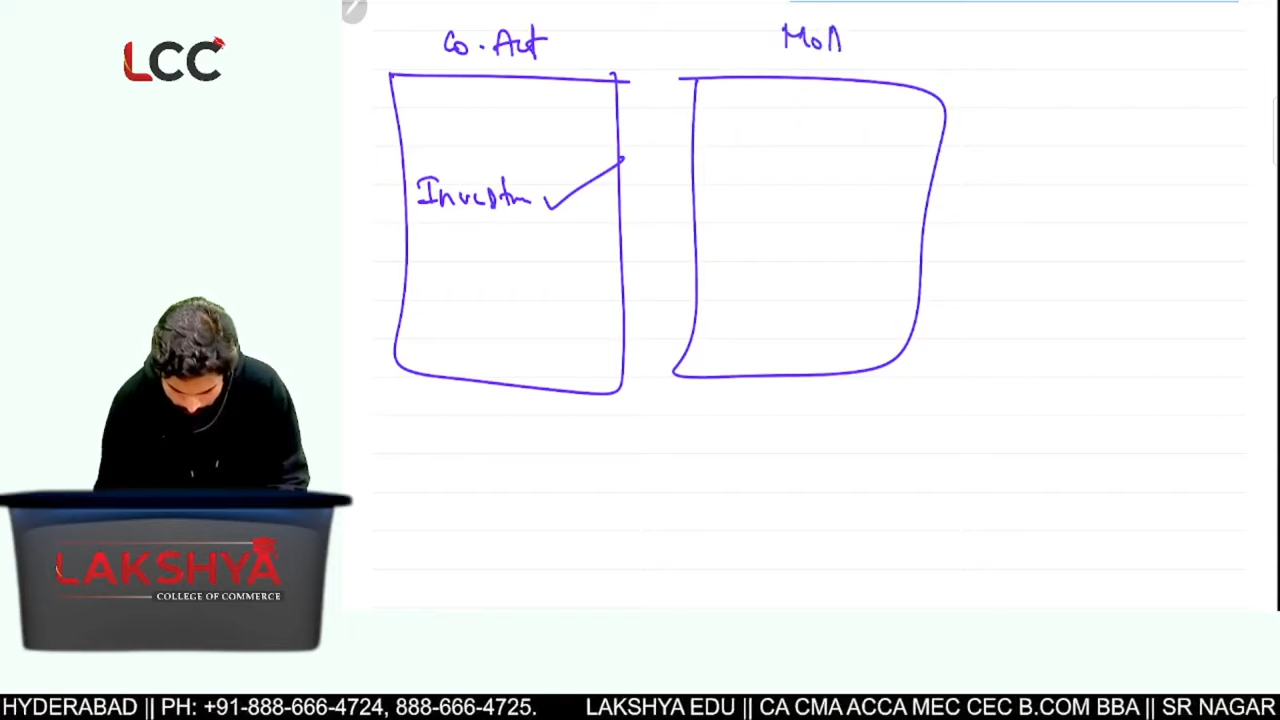 LCC
Co. Act
MOA
Investm
LAKSHYA
COLLEGE OF COMMERCE
HYDERABAD || PH: +91-888-666-4724, 888-666-4725. LAKSHYA EDU || CA CMA ACCA MEC CEC B.COM BBA || SR NAGAR